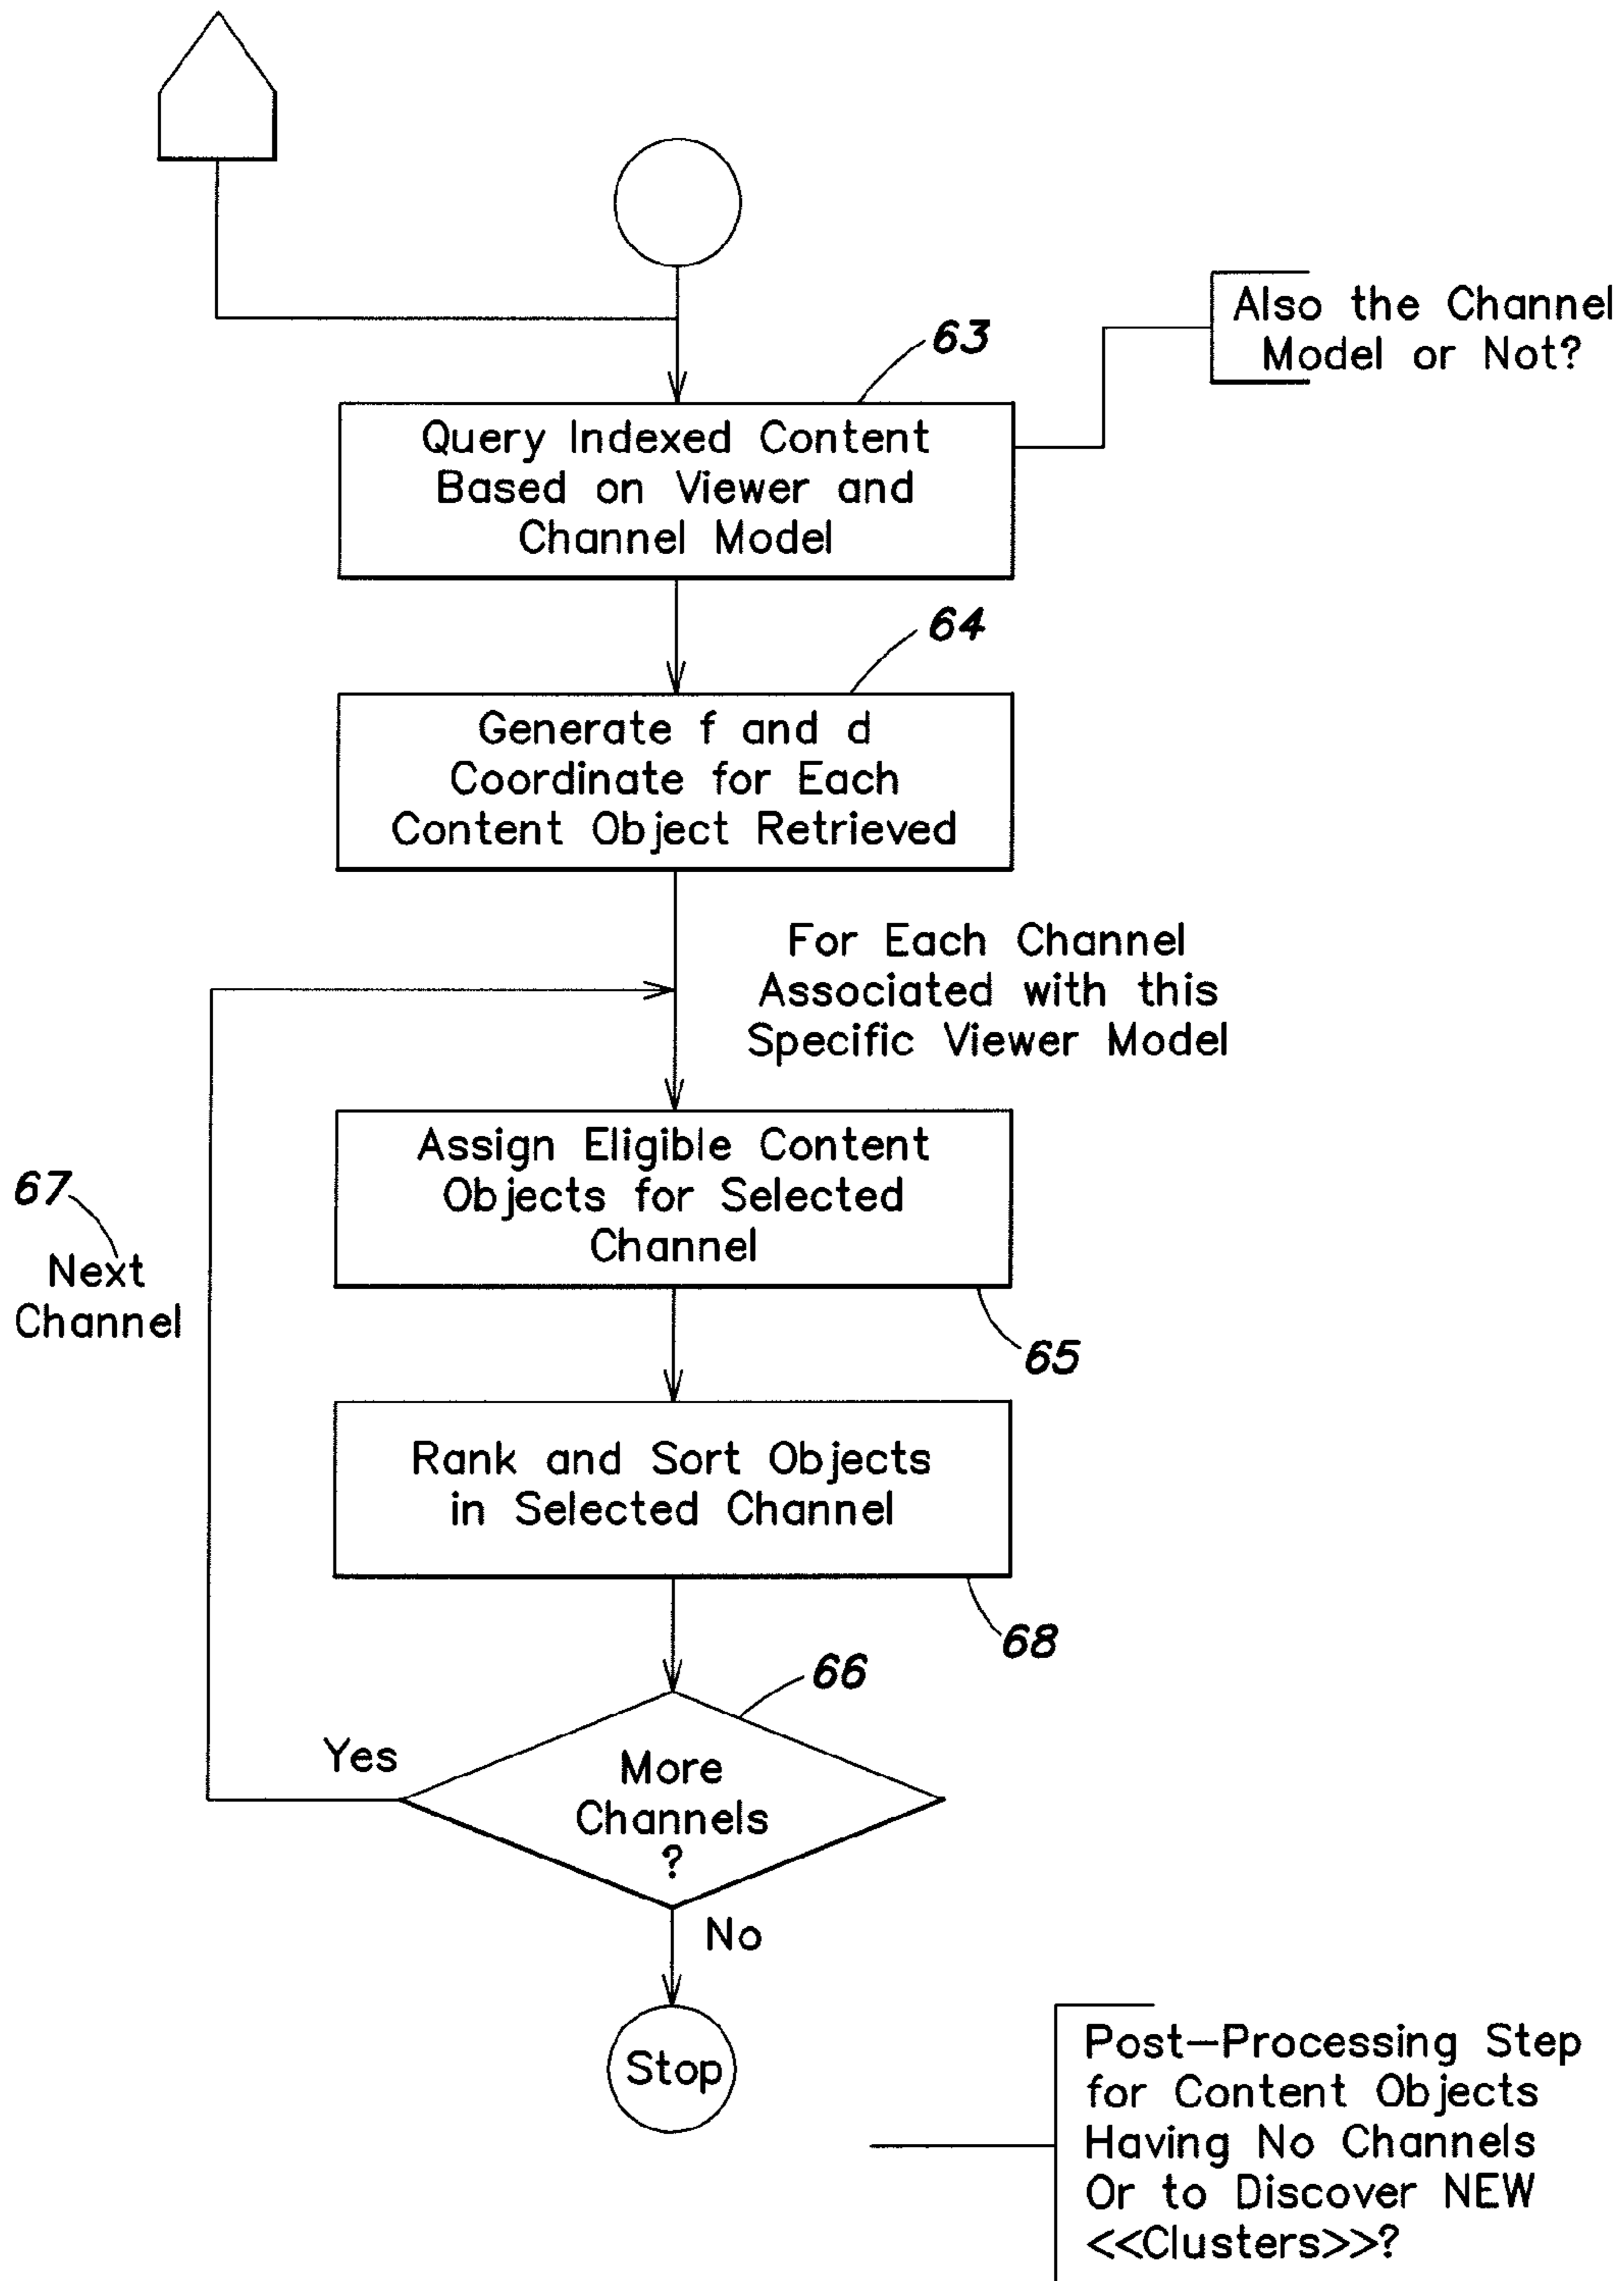 63
Also the Channel
Model or Not?
Query Indexed Content
Based on Viewer and
Channel Model
64
Generate f and d
Coordinate for Each
Content Object Retrieved
For Each Channel
Associated with this
Specific Viewer Model
Assign Eligible Content
Objects for Selected
Channel
65
67
Next
Channel
Rank and Sort Objects
in Selected Channel
68
66
Yes
More
Channels
?
No
Stop
Post-Processing Step
for Content Objects
Having No Channels
Or to Discover NEW
<<Clusters>>?